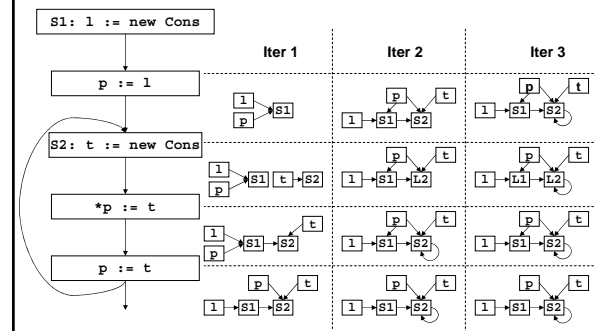 S1: l := new Cons
Iter 1 Iter 2 Iter 3
p := l
l p S1
p t l S1 S2
p t l S1 S2
S2: t := new Cons
l p S1 t S2
p t l S1 L2
p t l L1 L2
*p := t
t l p S1 S2
p t l S1 S2
p t l S1 S2
p := t
p t l S1 S2
p t l S1 S2
p t l S1 S2